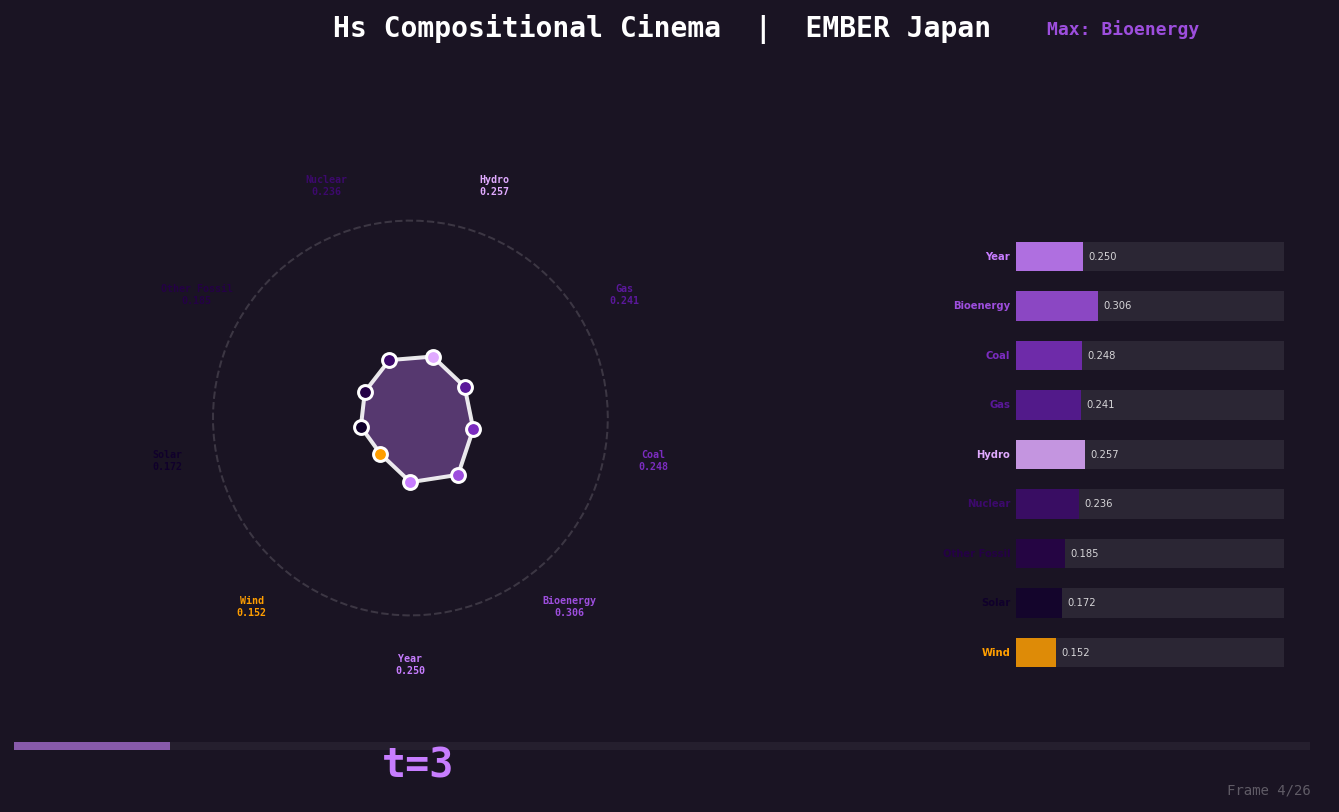 Hs Compositional Cinema | EMBER Japan
Max: Bioenergy
Nuclear
0.236
Hydro
0.257
Other Fossil
0.185
Gas
0.241
Solar
0.172
Coal
0.248
Wind
0.152
Bioenergy
0.306
Year
0.250
Year 0.250
Bioenergy 0.306
Coal 0.248
Gas 0.241
Hydro 0.257
Nuclear 0.236
Other Fossil 0.185
Solar 0.172
Wind 0.152
t=3
Frame 4/26